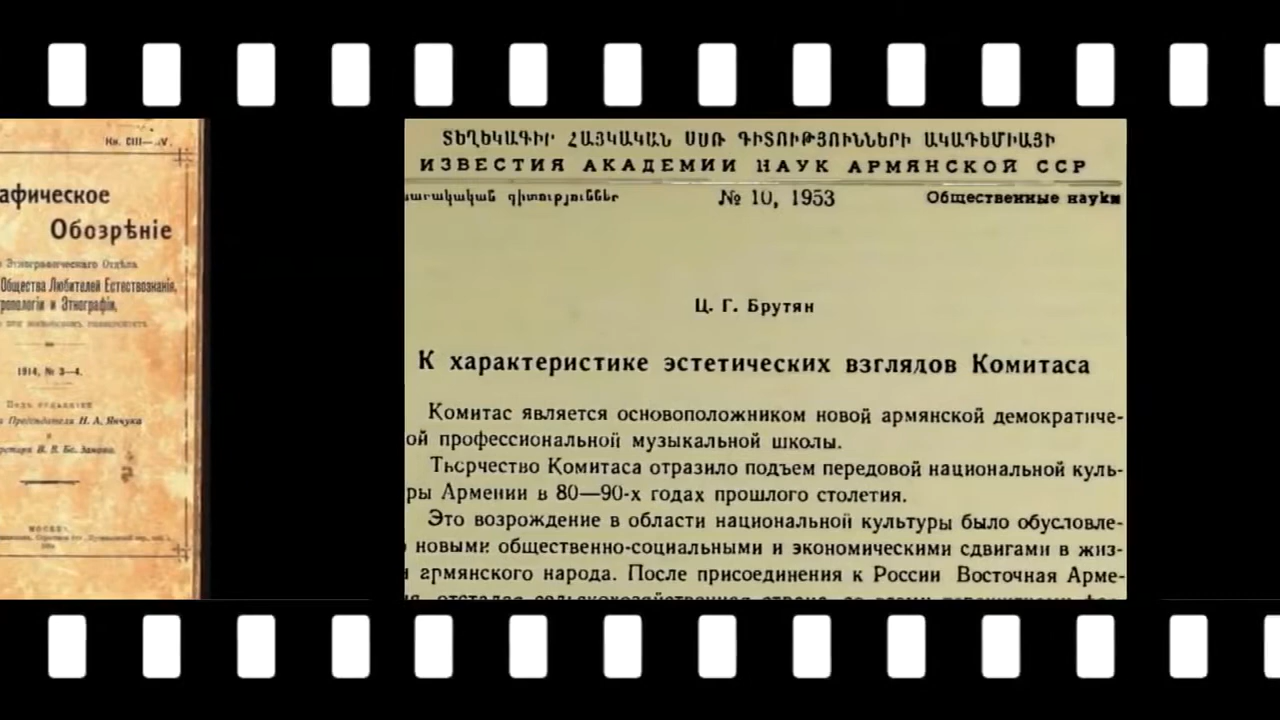 афическое
Обозрѣніе
Общества Любителей Естествознанія,
ропологіи и Этнографіи,
1914, № 3—4.
Предсѣдателя Н. А. Янчука
и
ՏԵՂԵԿԱԳԻՐ ՀԱՅԿԱԿԱՆ ՍՍՌ ԳԻՏՈՒԹՅՈՒՆՆԵՐԻ ԱԿԱԴԵՄԻԱՅԻ
ИЗВЕСТИЯ АКАДЕМИИ НАУК АРМЯНСКОЙ ССР
արակական գիտություններ № 10, 1953 Общественные науки
Ц. Г. Брутян
К характеристике эстетических взглядов Комитаса
Комитас является основоположником новой армянской демократиче-
ой профессиональной музыкальной школы.
Творчество Комитаса отразило подъем передовой национальной куль-
ры Армении в 80—90-х годах прошлого столетия.
Это возрождение в области национальной культуры было обусловле-
новыми общественно-социальными и экономическими сдвигами в жиз-
армянского народа. После присоединения к России Восточная Арме-